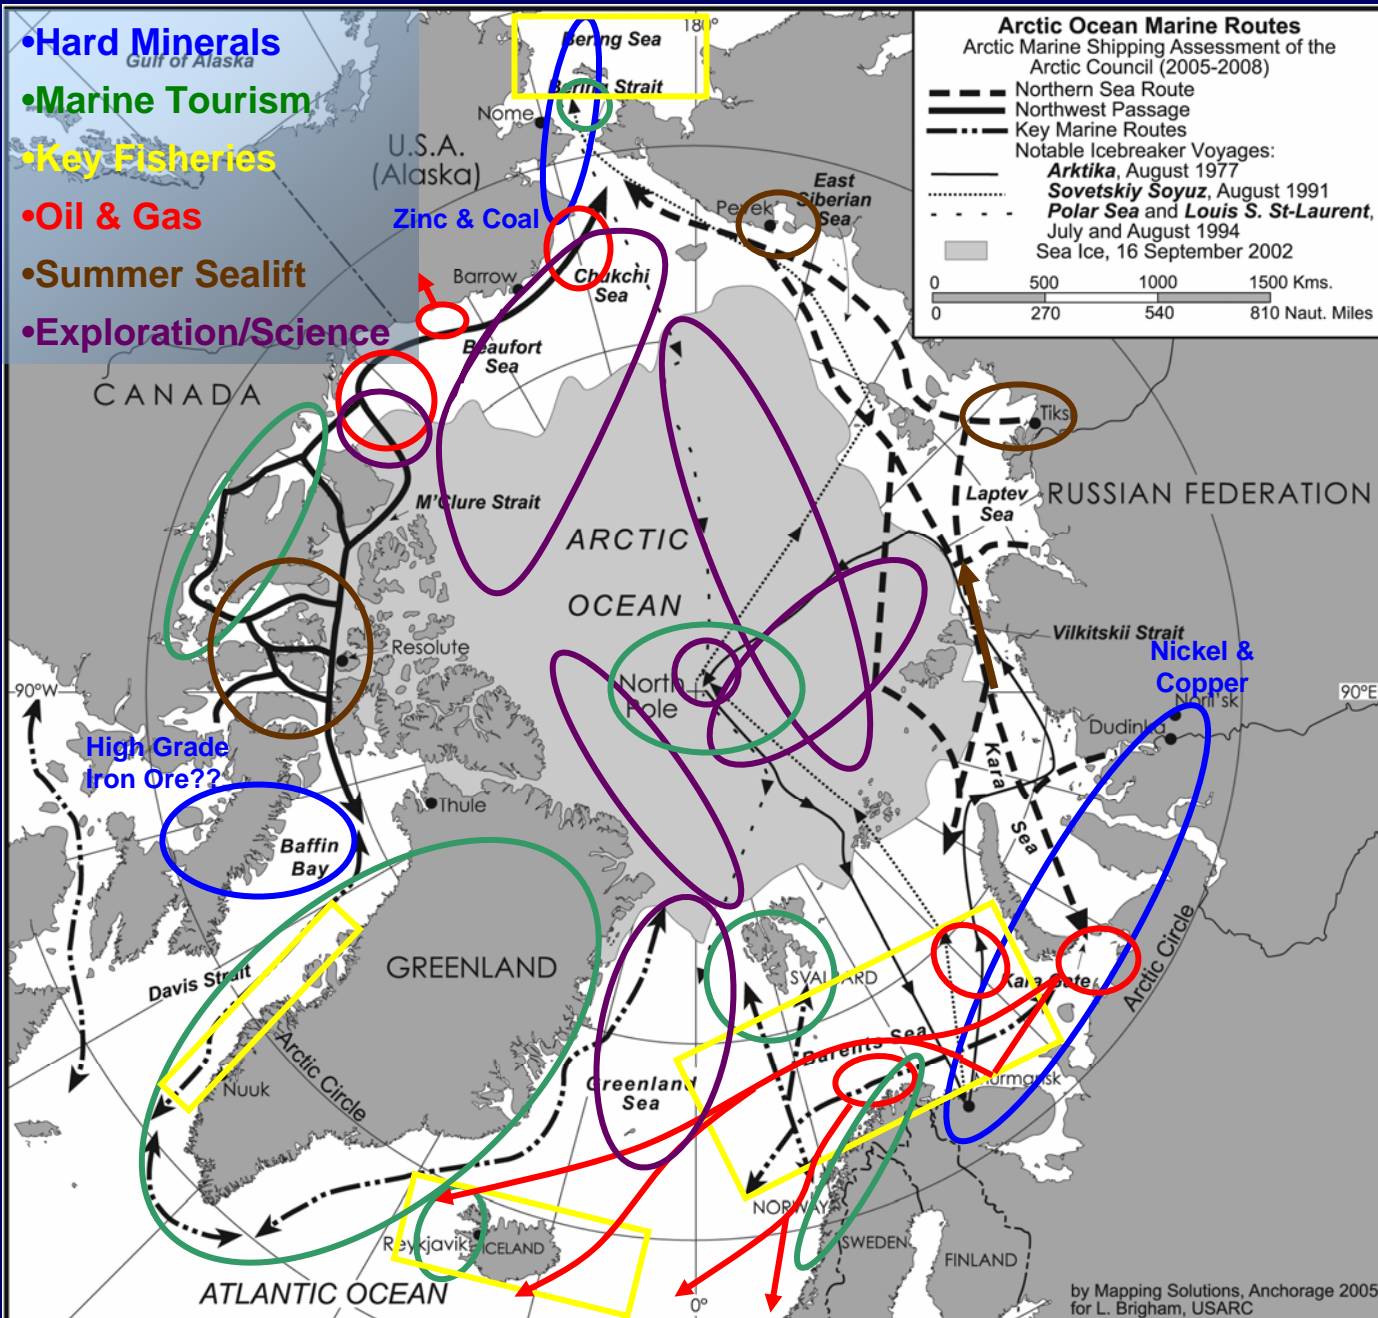 •Hard Minerals
Gulf of Alaska
•Marine Tourism
•Key Fisheries
•Oil & Gas
•Summer Sealift
•Exploration/Science
180°
Bering Sea
Bering Strait
Nome
U.S.A.
(Alaska)
Zinc & Coal
Barrow
Chukchi
Sea
Beaufort
Sea
East
Siberian
Sea
Pevek
Arctic Ocean Marine Routes
Arctic Marine Shipping Assessment of the
Arctic Council (2005-2008)
Northern Sea Route
Northwest Passage
Key Marine Routes
Notable Icebreaker Voyages:
Arktika, August 1977
Sovetskiy Soyuz, August 1991
Polar Sea and Louis S. St-Laurent,
July and August 1994
Sea Ice, 16 September 2002
0 500 1000 1500 Kms.
0 270 540 810 Naut. Miles
CANADA
Tiksi
M'Clure Strait
Laptev
Sea
RUSSIAN FEDERATION
ARCTIC
OCEAN
Resolute
Vilkitskii Strait
Nickel &
Copper
90°W
North
Pole
90°E
Noril'sk
Dudinka
High Grade
Iron Ore??
Kara
Sea
Thule
Baffin
Bay
Davis Strait
GREENLAND
SVALBARD
Kara Gate
Arctic Circle
Barents Sea
Arctic Circle
Nuuk
Greenland
Sea
Murmansk
NORWAY
Reykjavik
ICELAND
SWEDEN
FINLAND
ATLANTIC OCEAN
0°
by Mapping Solutions, Anchorage 2005
for L. Brigham, USARC